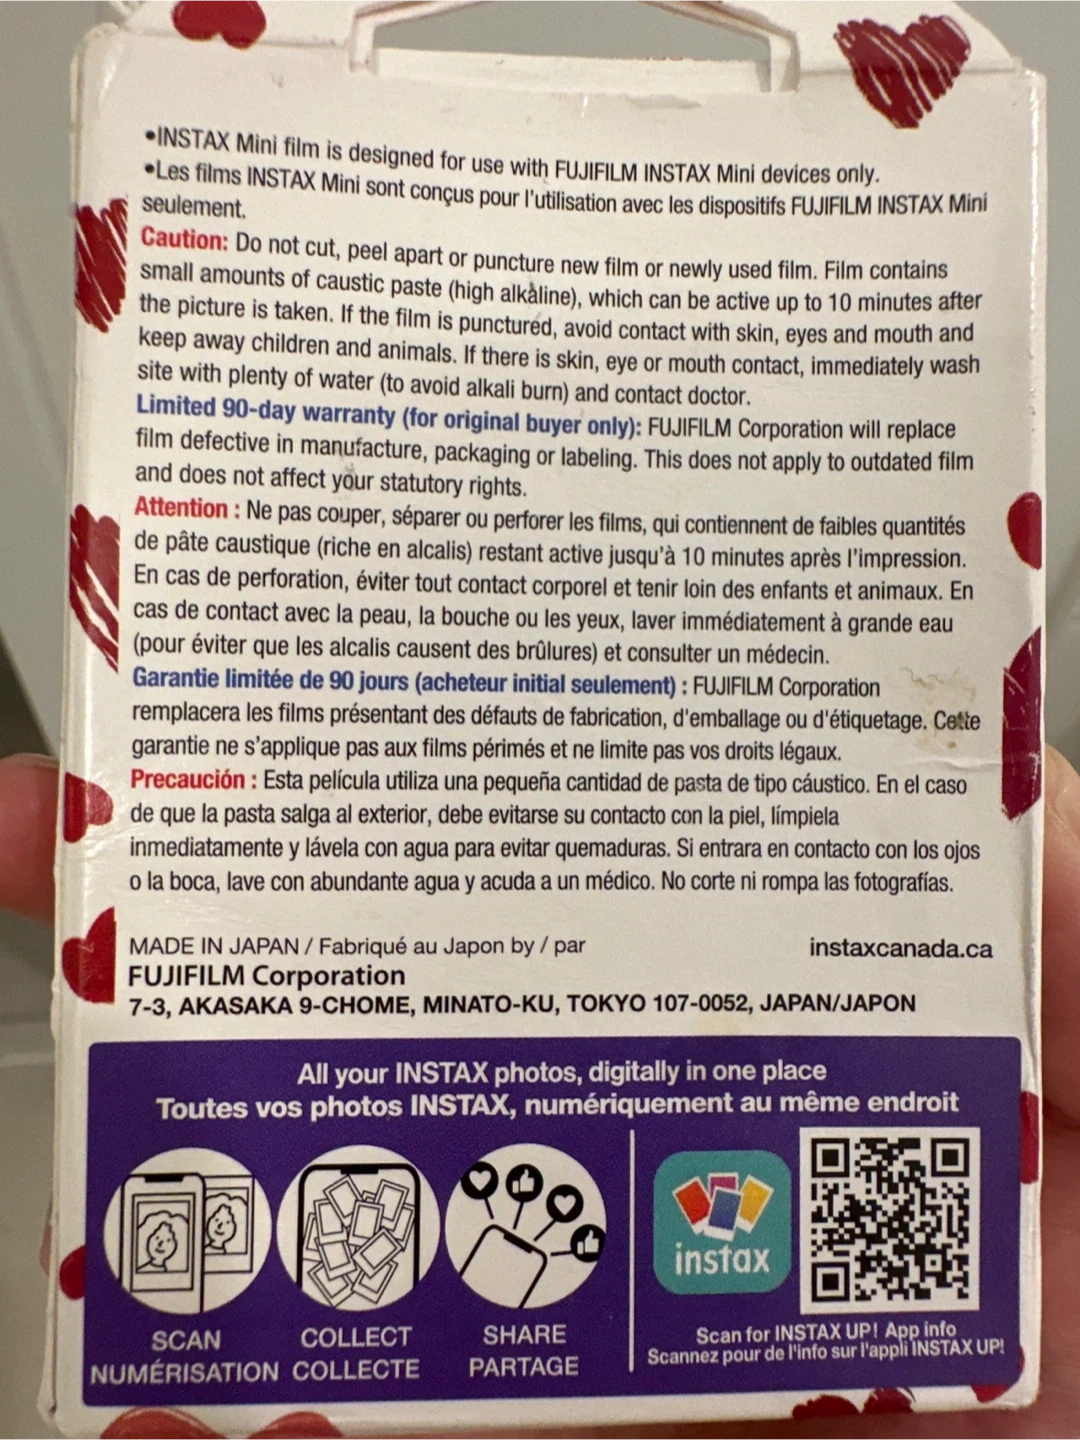 •INSTAX Mini film is designed for use with FUJIFILM INSTAX Mini devices only.
•Les films INSTAX Mini sont conçus pour l'utilisation avec les dispositifs FUJIFILM INSTAX Mini
seulement.
Caution: Do not cut, peel apart or puncture new film or newly used film. Film contains
small amounts of caustic paste (high alkaline), which can be active up to 10 minutes after
the picture is taken. If the film is punctured, avoid contact with skin, eyes and mouth and
keep away children and animals. If there is skin, eye or mouth contact, immediately wash
site with plenty of water (to avoid alkali burn) and contact doctor.
Limited 90-day warranty (for original buyer only): FUJIFILM Corporation will replace
film defective in manufacture, packaging or labeling. This does not apply to outdated film
and does not affect your statutory rights.
Attention : Ne pas couper, séparer ou perforer les films, qui contiennent de faibles quantités
de pâte caustique (riche en alcalis) restant active jusqu'à 10 minutes après l'impression.
En cas de perforation, éviter tout contact corporel et tenir loin des enfants et animaux. En
cas de contact avec la peau, la bouche ou les yeux, laver immédiatement à grande eau
(pour éviter que les alcalis causent des brûlures) et consulter un médecin.
Garantie limitée de 90 jours (acheteur initial seulement) : FUJIFILM Corporation
remplacera les films présentant des défauts de fabrication, d'emballage ou d'étiquetage. Cette
garantie ne s'applique pas aux films périmés et ne limite pas vos droits légaux.
Precaución : Esta película utiliza una pequeña cantidad de pasta de tipo cáustico. En el caso
de que la pasta salga al exterior, debe evitarse su contacto con la piel, límpiela
inmediatamente y lávela con agua para evitar quemaduras. Si entrara en contacto con los ojos
o la boca, lave con abundante agua y acuda a un médico. No corte ni rompa las fotografías.
MADE IN JAPAN / Fabriqué au Japon by / par
instaxcanada.ca
FUJIFILM Corporation
7-3, AKASAKA 9-CHOME, MINATO-KU, TOKYO 107-0052, JAPAN/JAPON
All your INSTAX photos, digitally in one place
Toutes vos photos INSTAX, numériquement au même endroit
instax
SCAN
NUMÉRISATION
COLLECT
COLLECTE
SHARE
PARTAGE
Scan for INSTAX UP! App info
Scannez pour de l'info sur l'appli INSTAX UP!